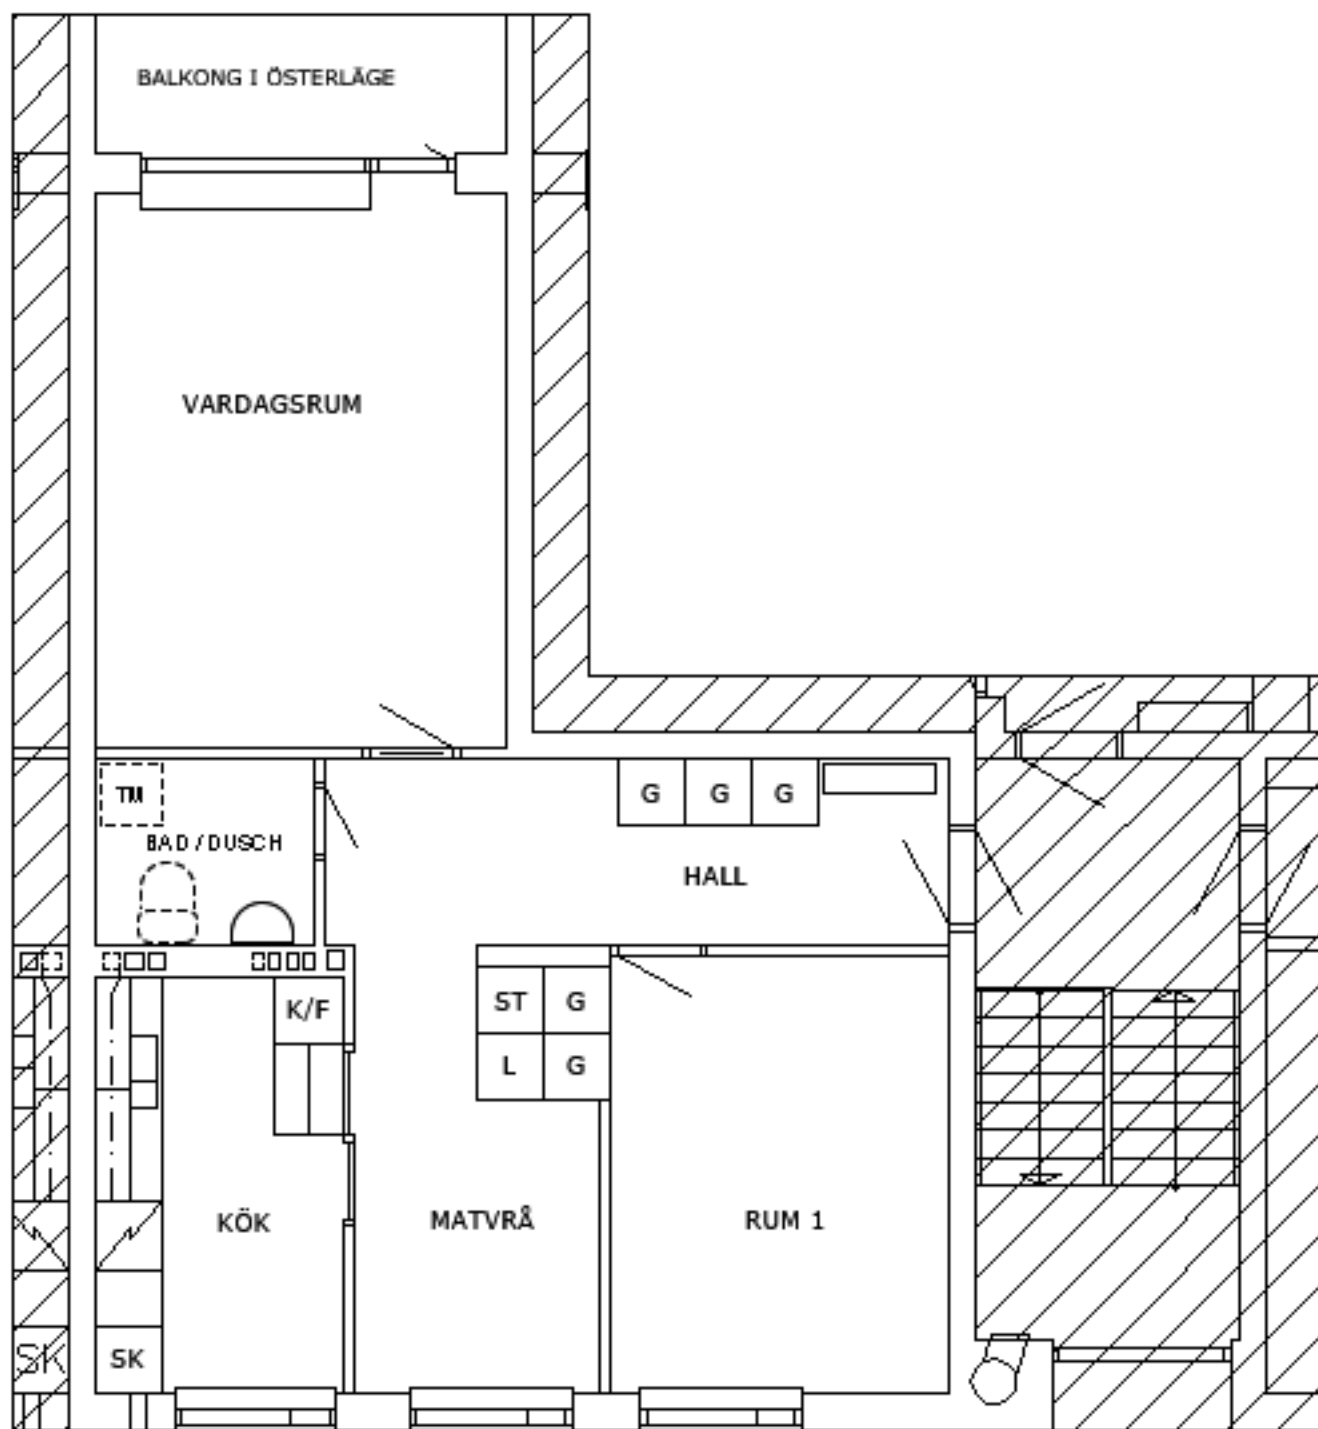 BALKONG I ÖSTERLÄGE
VARDAGSRUM
TM
BAD / DUSCH
G G G
HALL
K/F
ST G
L G
KÖK
MATVRÅ
RUM 1
SK
SK